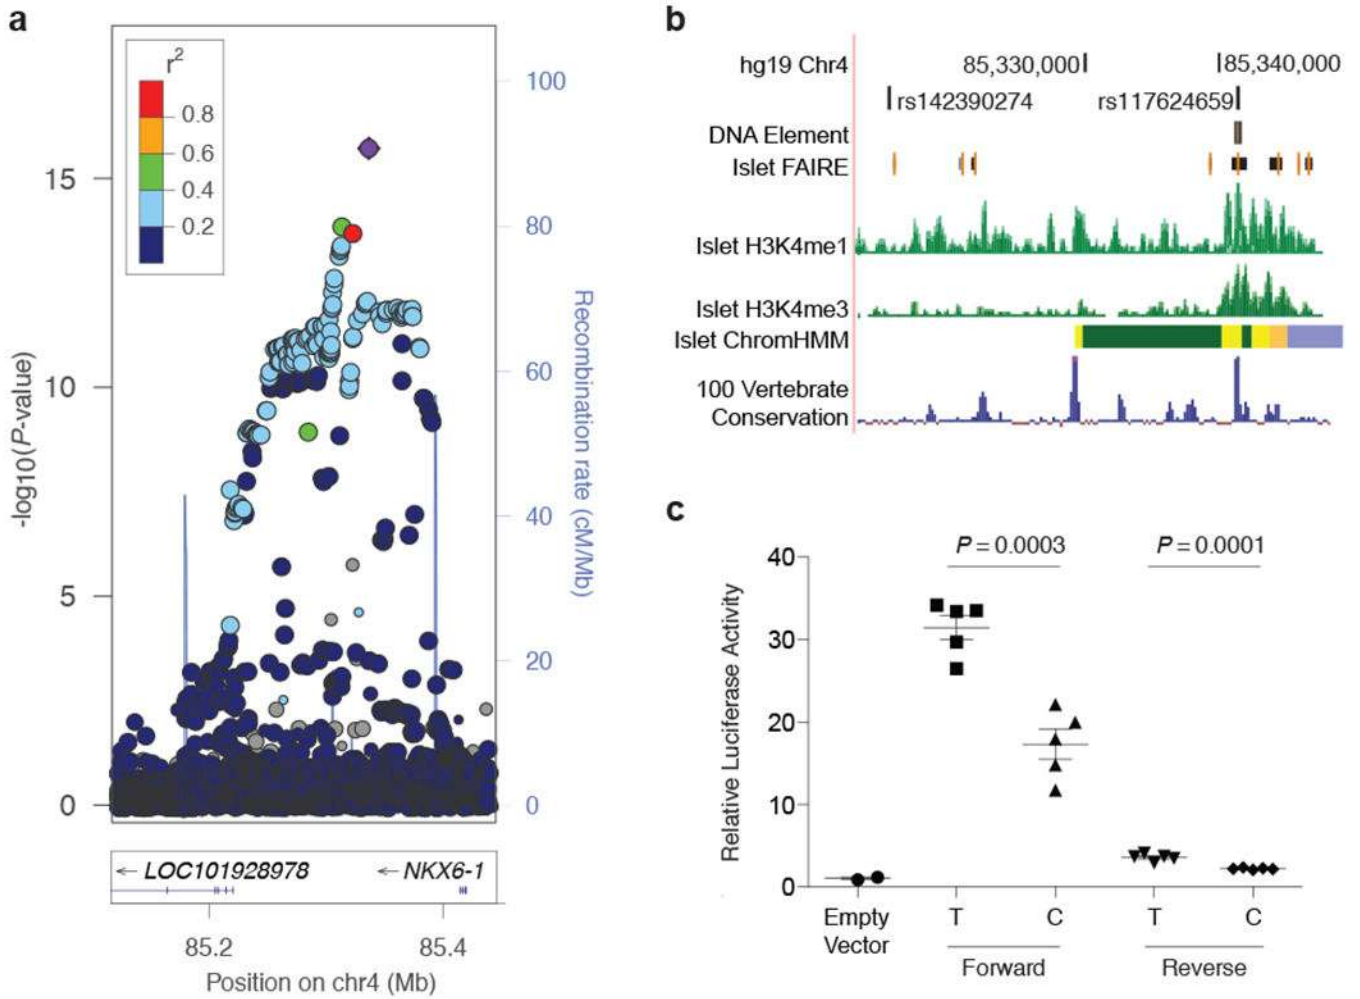 a
r2
0.8
0.6
0.4
0.2
15
10
5
0
-log10(P-value)
100
80
60
40
20
0
Recombination rate (cM/Mb)
← LOC101928978
← NKX6-1
85.2
85.4
Position on chr4 (Mb)
b
hg19 Chr4
85,330,000
85,340,000
rs142390274
rs117624659
DNA Element
Islet FAIRE
Islet H3K4me1
Islet H3K4me3
Islet ChromHMM
100 Vertebrate
Conservation
c
P = 0.0003
P = 0.0001
40
30
20
10
0
Relative Luciferase Activity
Empty
Vector
T
C
T
C
Forward
Reverse